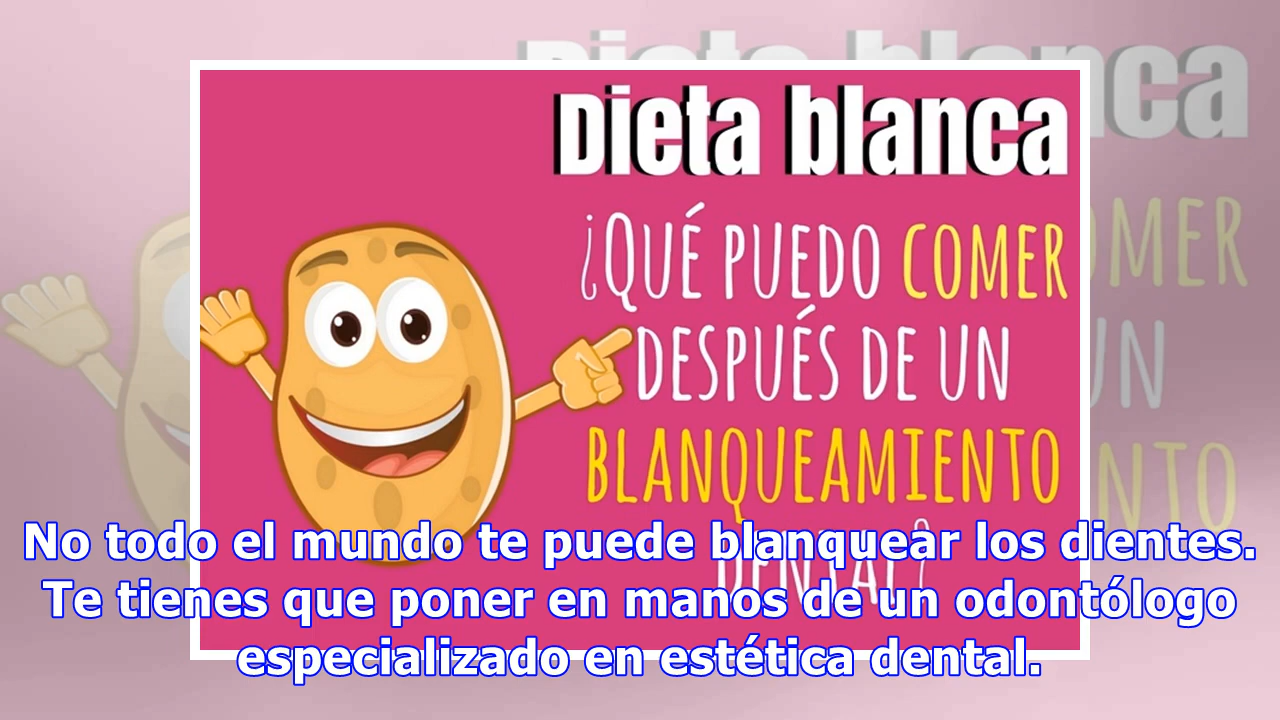 Dieta blanca
¿QUÉ PUEDO COMER
DESPUÉS DE UN
BLANQUEAMIENTO
DENTAL?
No todo el mundo te puede blanquear los dientes.
Te tienes que poner en manos de un odontólogo
especializado en estética dental.